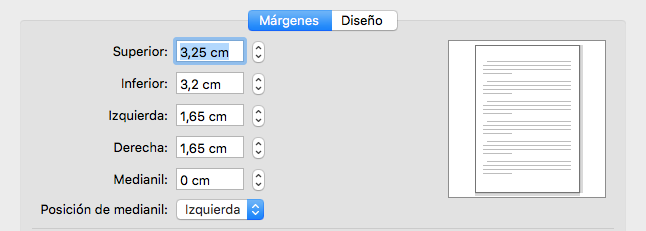 Márgenes Diseño
Superior: 3,25 cm
Inferior: 3,2 cm
Izquierda: 1,65 cm
Derecha: 1,65 cm
Medianil: 0 cm
Posición de medianil: Izquierda